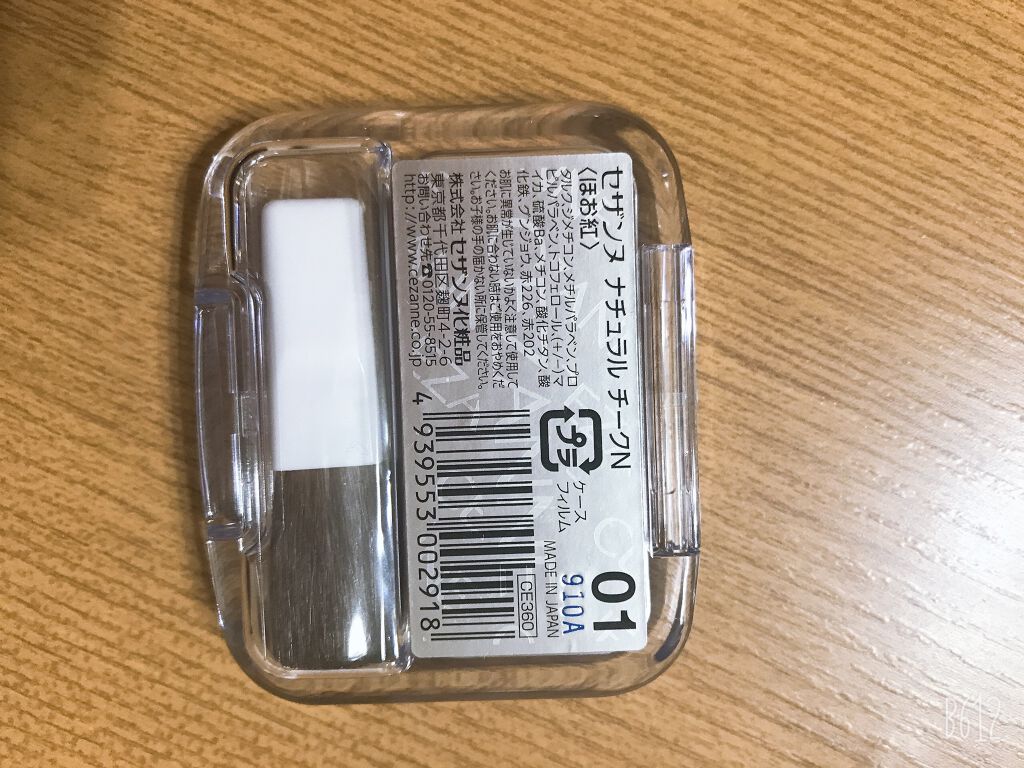 セザンヌ ナチュラル チークN
〈ほお紅〉
01
タルク、ジメチコン、メチルパラベン、プロ
ピルパラベン、トコフェロール、(+/-)マ
イカ、硫酸Ba、メチコン、酸化チタン、酸
化鉄、グンジョウ、赤226、赤202
お肌に異常が生じていないかよく注意して使用して
ください。お肌に合わない時はご使用をおやめくだ
さい。お子様の手の届かない所に保管してください。
株式会社 セザンヌ化粧品
東京都千代田区麹町4-2-6
お問い合わせ先☎0120-55-8515
http://www.cezanne.co.jp
プラ
ケース
フィルム
910A
MADE IN JAPAN
CE360
4 939553 002918
B612